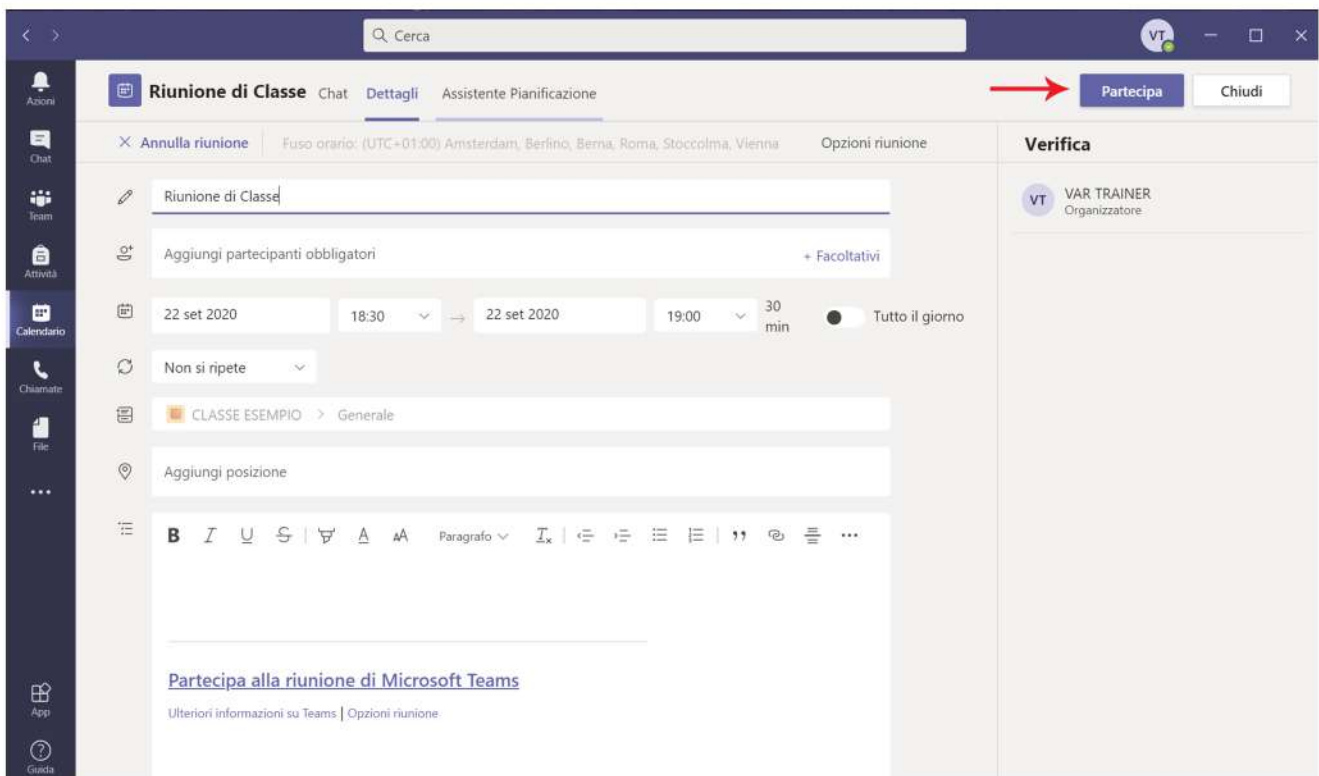 Cerca
VT
Azioni
Chat
Team
Attività
Calendario
Chiamate
File
App
Guida
Riunione di Classe Chat Dettagli Assistente Pianificazione
Partecipa Chiudi
Annulla riunione Fuso orario: (UTC+01:00) Amsterdam, Berlino, Berna, Roma, Stoccolma, Vienna Opzioni riunione
Riunione di Classe
Aggiungi partecipanti obbligatori + Facoltativi
22 set 2020 18:30 → 22 set 2020 19:00 30 min Tutto il giorno
Non si ripete
CLASSE ESEMPIO > Generale
Aggiungi posizione
B I U S A AA Paragrafo
Partecipa alla riunione di Microsoft Teams
Ulteriori informazioni su Teams | Opzioni riunione
Verifica
VT VAR TRAINER
Organizzatore